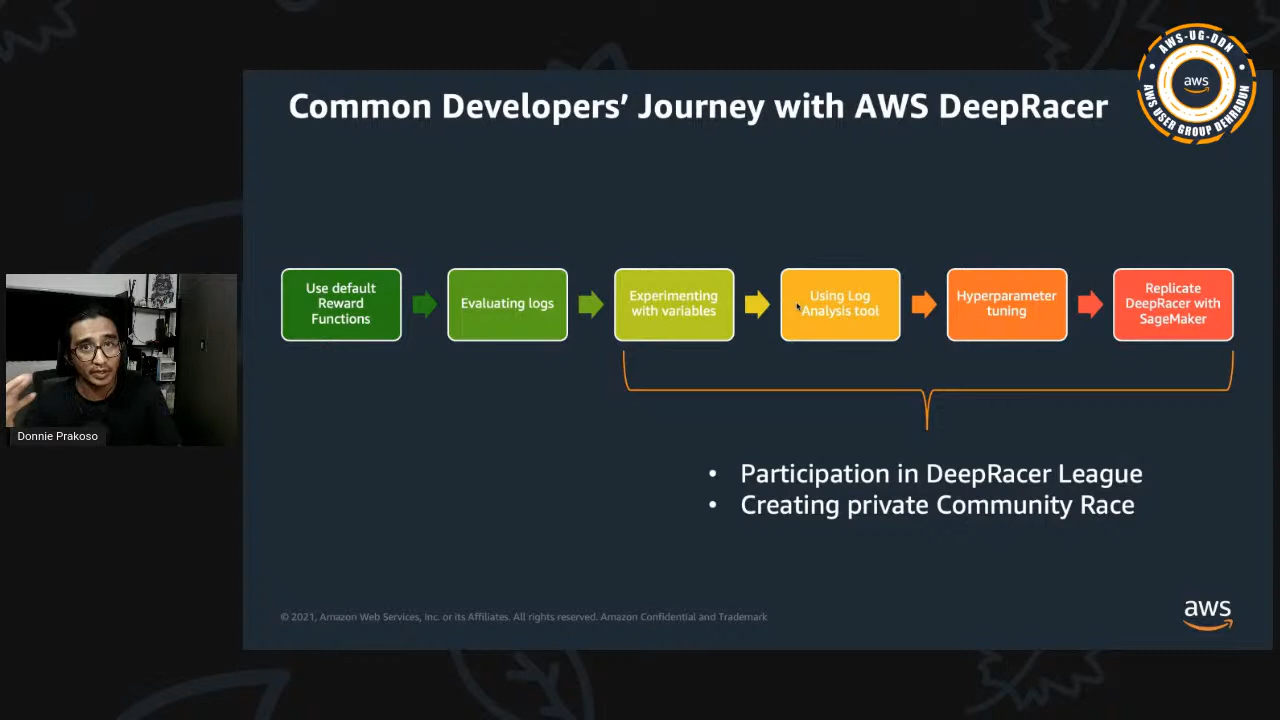 AWS-UG-DDN
aws
AWS USER GROUP DEHRADUN
Common Developers’ Journey with AWS DeepRacer
Use default
Reward
Functions
Evaluating logs
Experimenting
with variables
Using Log
Analysis tool
Hyperparameter
tuning
Replicate
DeepRacer with
SageMaker
Donnie Prakoso
• Participation in DeepRacer League
• Creating private Community Race
© 2021, Amazon Web Services, Inc. or its Affiliates. All rights reserved. Amazon Confidential and Trademark
aws